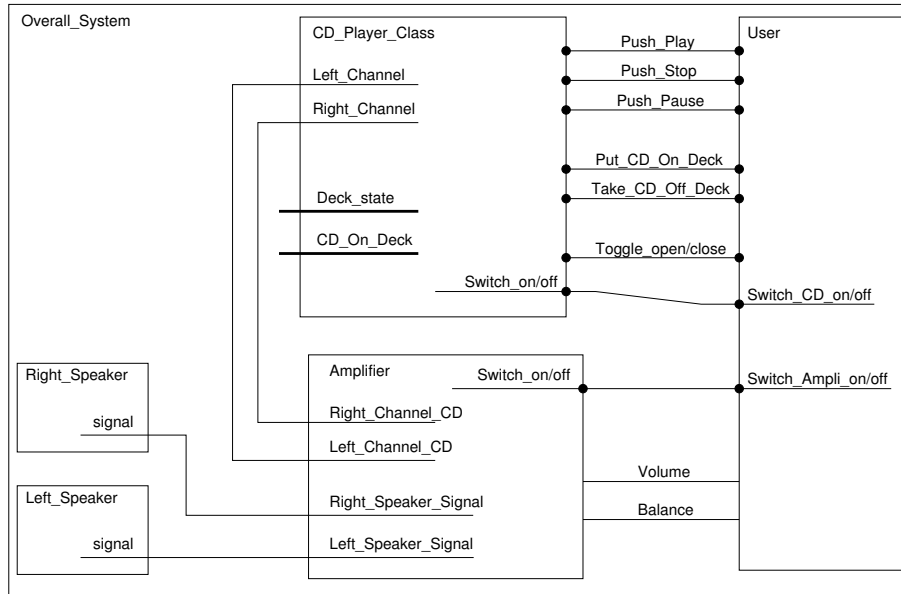 Overall_System
CD_Player_Class
User
Push_Play
Left_Channel
Push_Stop
Right_Channel
Push_Pause
Put_CD_On_Deck
Deck_state
Take_CD_Off_Deck
CD_On_Deck
Toggle_open/close
Switch_on/off
Switch_CD_on/off
Right_Speaker
Amplifier
Switch_on/off
Switch_Ampli_on/off
signal
Right_Channel_CD
Left_Channel_CD
Volume
Left_Speaker
Right_Speaker_Signal
Balance
signal
Left_Speaker_Signal